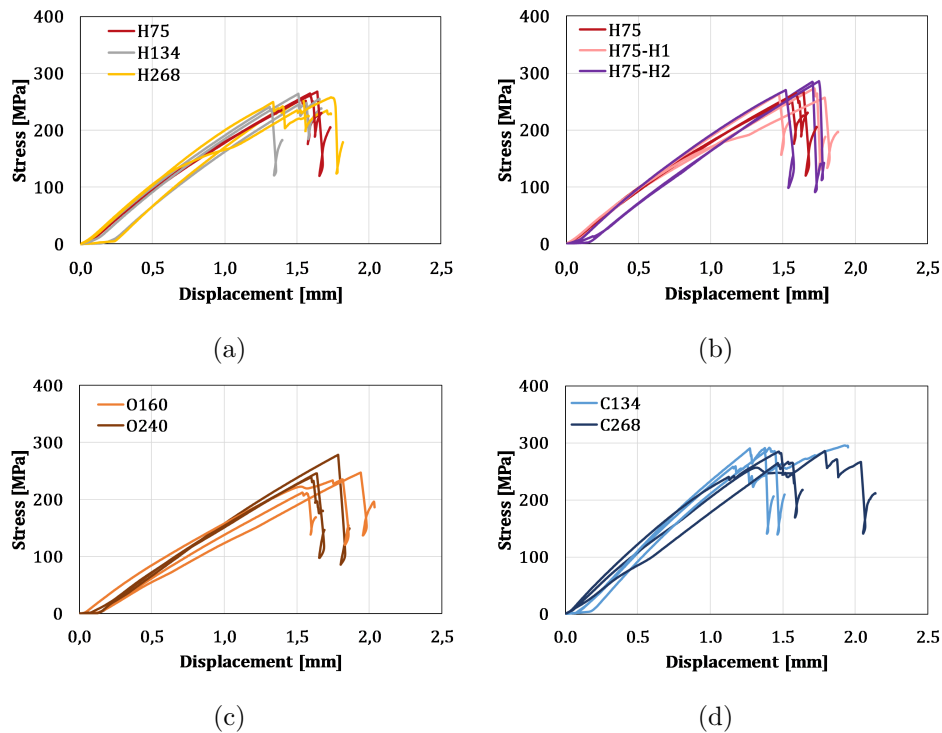 400
300
200
100
0
Stress [MPa]
H75
H134
H268
0,0 0,5 1,0 1,5 2,0 2,5
Displacement [mm]
(a)
400
300
200
100
0
Stress [MPa]
H75
H75-H1
H75-H2
0,0 0,5 1,0 1,5 2,0 2,5
Displacement [mm]
(b)
400
300
200
100
0
Stress [MPa]
O160
O240
0,0 0,5 1,0 1,5 2,0 2,5
Displacement [mm]
(c)
400
300
200
100
0
Stress [MPa]
C134
C268
0.0 0.5 1.0 1.5 2.0 2.5
Displacement [mm]
(d)